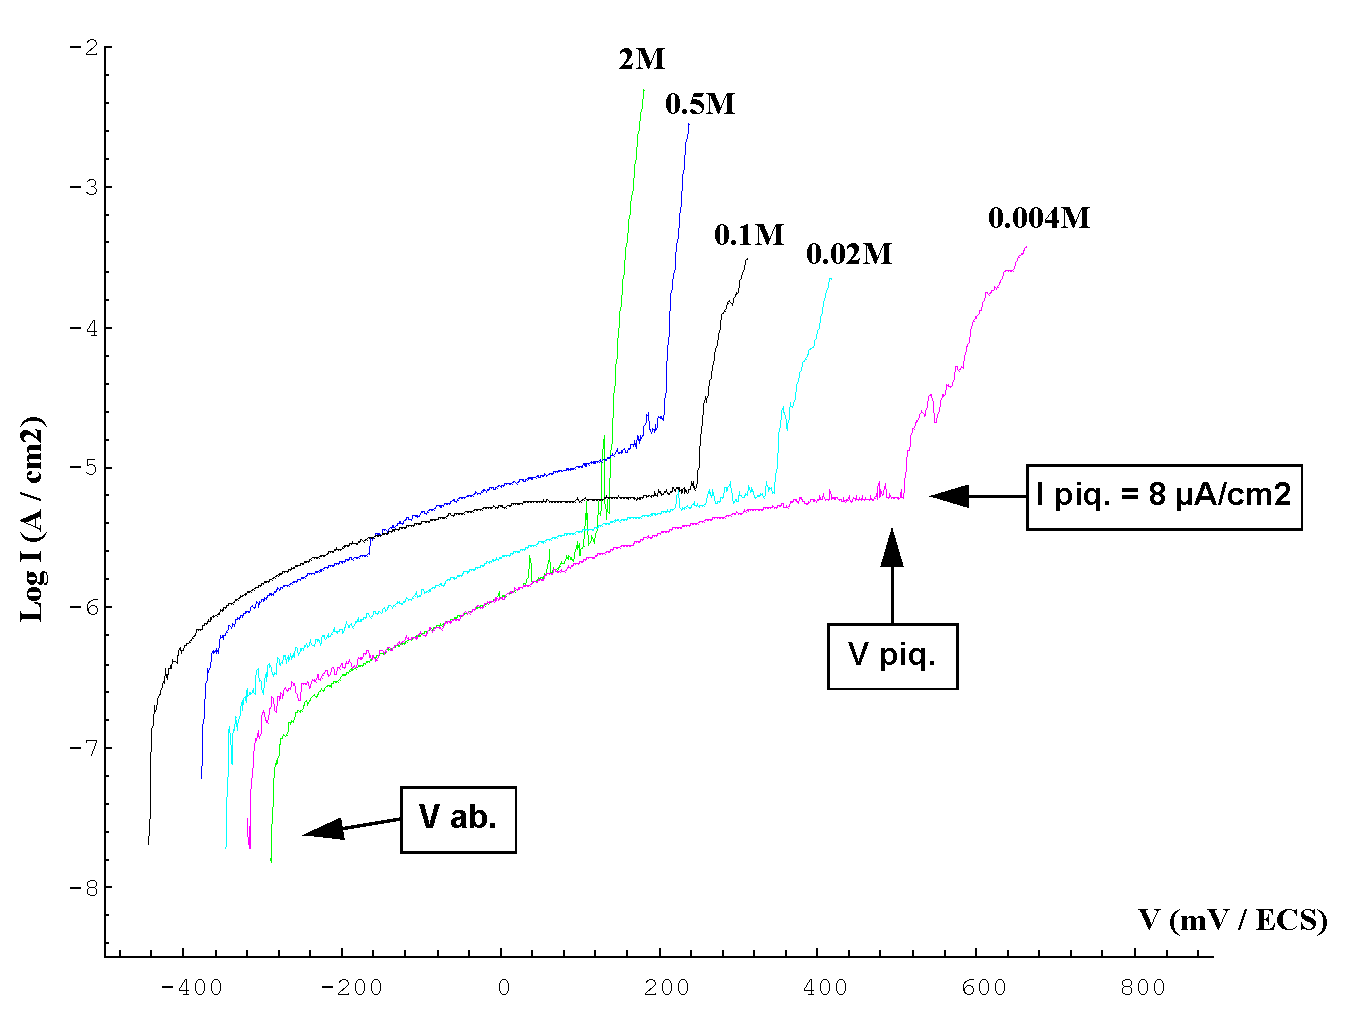 -2
2M
0.5M
-3
0.1M
0.02M
0.004M
-4
Log I (A / cm2)
-5
I piq. = 8 µA/cm2
-6
V piq.
-7
V ab.
-8
V (mV / ECS)
-400 -200 0 200 400 600 800